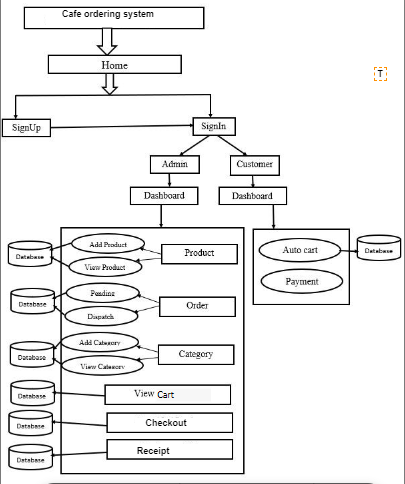 Cafe ordering system
Home
T
SignUp
SignIn
Admin
Customer
Dashboard
Dashboard
Add Product
Product
Database
View Product
Auto cart
Database
Payment
Pending
Order
Database
Dispatch
Add Category
Category
Database
View Category
View Cart
Database
Checkout
Database
Receipt
Database